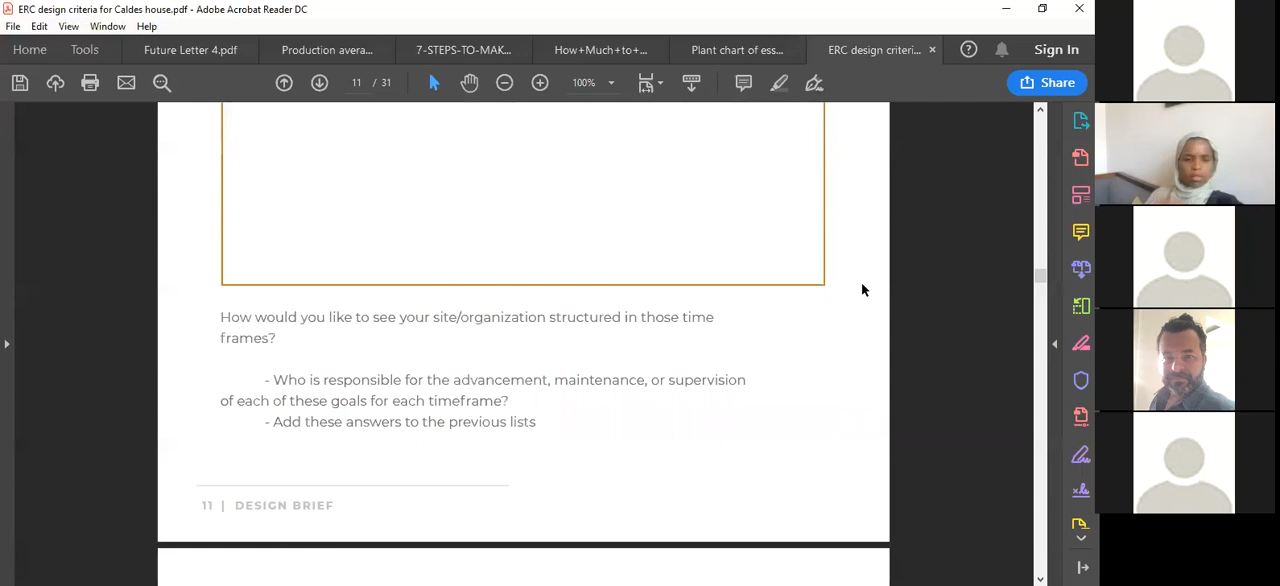 ERC design criteria for Caldes house.pdf - Adobe Acrobat Reader DC
File Edit View Window Help
Home Tools Future Letter 4.pdf Production avera... 7-STEPS-TO-MAK... How+Much+to+... Plant chart of ess... ERC design criteri... × Sign In
11 / 31 100% Share
How would you like to see your site/organization structured in those time
frames?
- Who is responsible for the advancement, maintenance, or supervision
of each of these goals for each timeframe?
- Add these answers to the previous lists
11 | DESIGN BRIEF